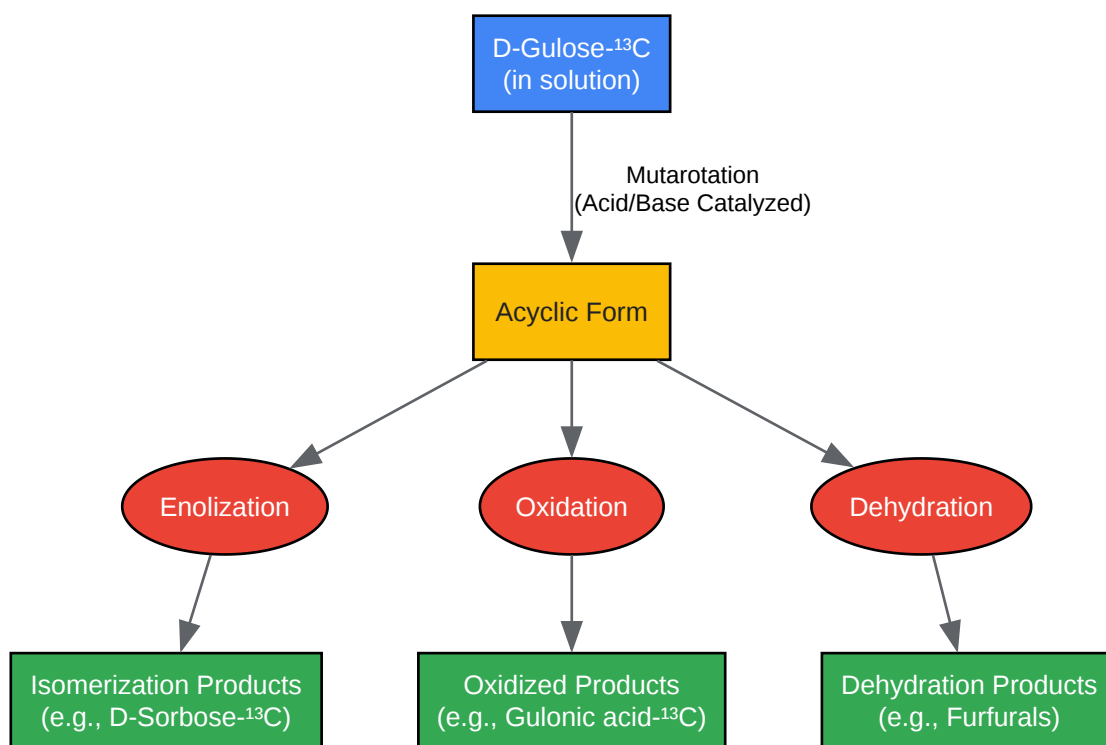 D-Gulose-¹³C
(in solution)
Mutarotation
(Acid/Base Catalyzed)
Acyclic Form
Enolization
Oxidation
Dehydration
Isomerization Products
(e.g., D-Sorbose-¹³C)
Oxidized Products
(e.g., Gulonic acid-¹³C)
Dehydration Products
(e.g., Furfurals)